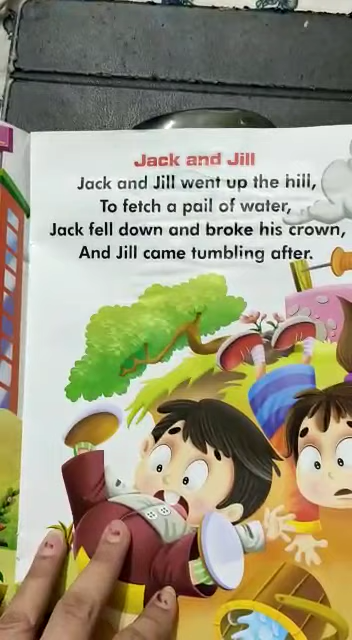 Jack and Jill
Jack and Jill went up the hill,
To fetch a pail of water,
Jack fell down and broke his crown,
And Jill came tumbling after.